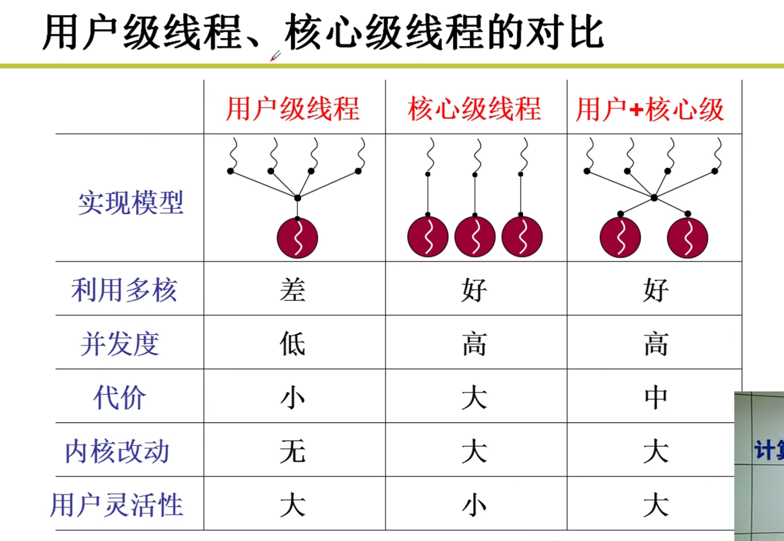 用户级线程、核心级线程的对比
用户级线程 核心级线程 用户+核心级
实现模型
利用多核 差 好 好
并发度 低 高 高
代价 小 大 中
内核改动 无 大 大
用户灵活性 大 小 大
计